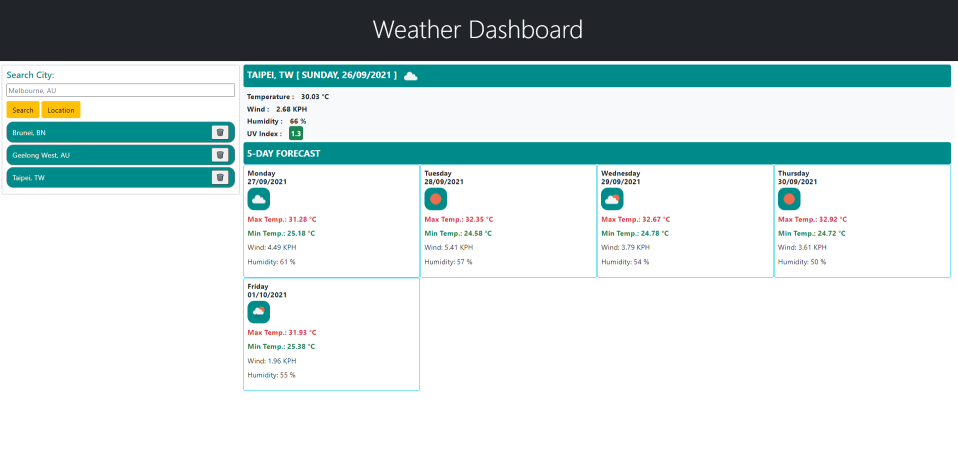 Weather Dashboard
Search City:
Melbourne, AU
Search Location
Brunei, BN
Geelong West, AU
Taipei, TW
TAIPEI, TW [ SUNDAY, 26/09/2021 ]
Temperature : 30.03 °C
Wind : 2.68 KPH
Humidity : 66 %
UV Index : 1.3
5-DAY FORECAST
Monday
27/09/2021
Max Temp.: 31.28 °C
Min Temp.: 25.18 °C
Wind: 4.49 KPH
Humidity: 61 %
Tuesday
28/09/2021
Max Temp.: 32.35 °C
Min Temp.: 24.58 °C
Wind: 5.41 KPH
Humidity: 57 %
Wednesday
29/09/2021
Max Temp.: 32.67 °C
Min Temp.: 24.78 °C
Wind: 3.79 KPH
Humidity: 54 %
Thursday
30/09/2021
Max Temp.: 32.92 °C
Min Temp.: 24.72 °C
Wind: 3.61 KPH
Humidity: 50 %
Friday
01/10/2021
Max Temp.: 31.93 °C
Min Temp.: 25.38 °C
Wind: 1.96 KPH
Humidity: 55 %